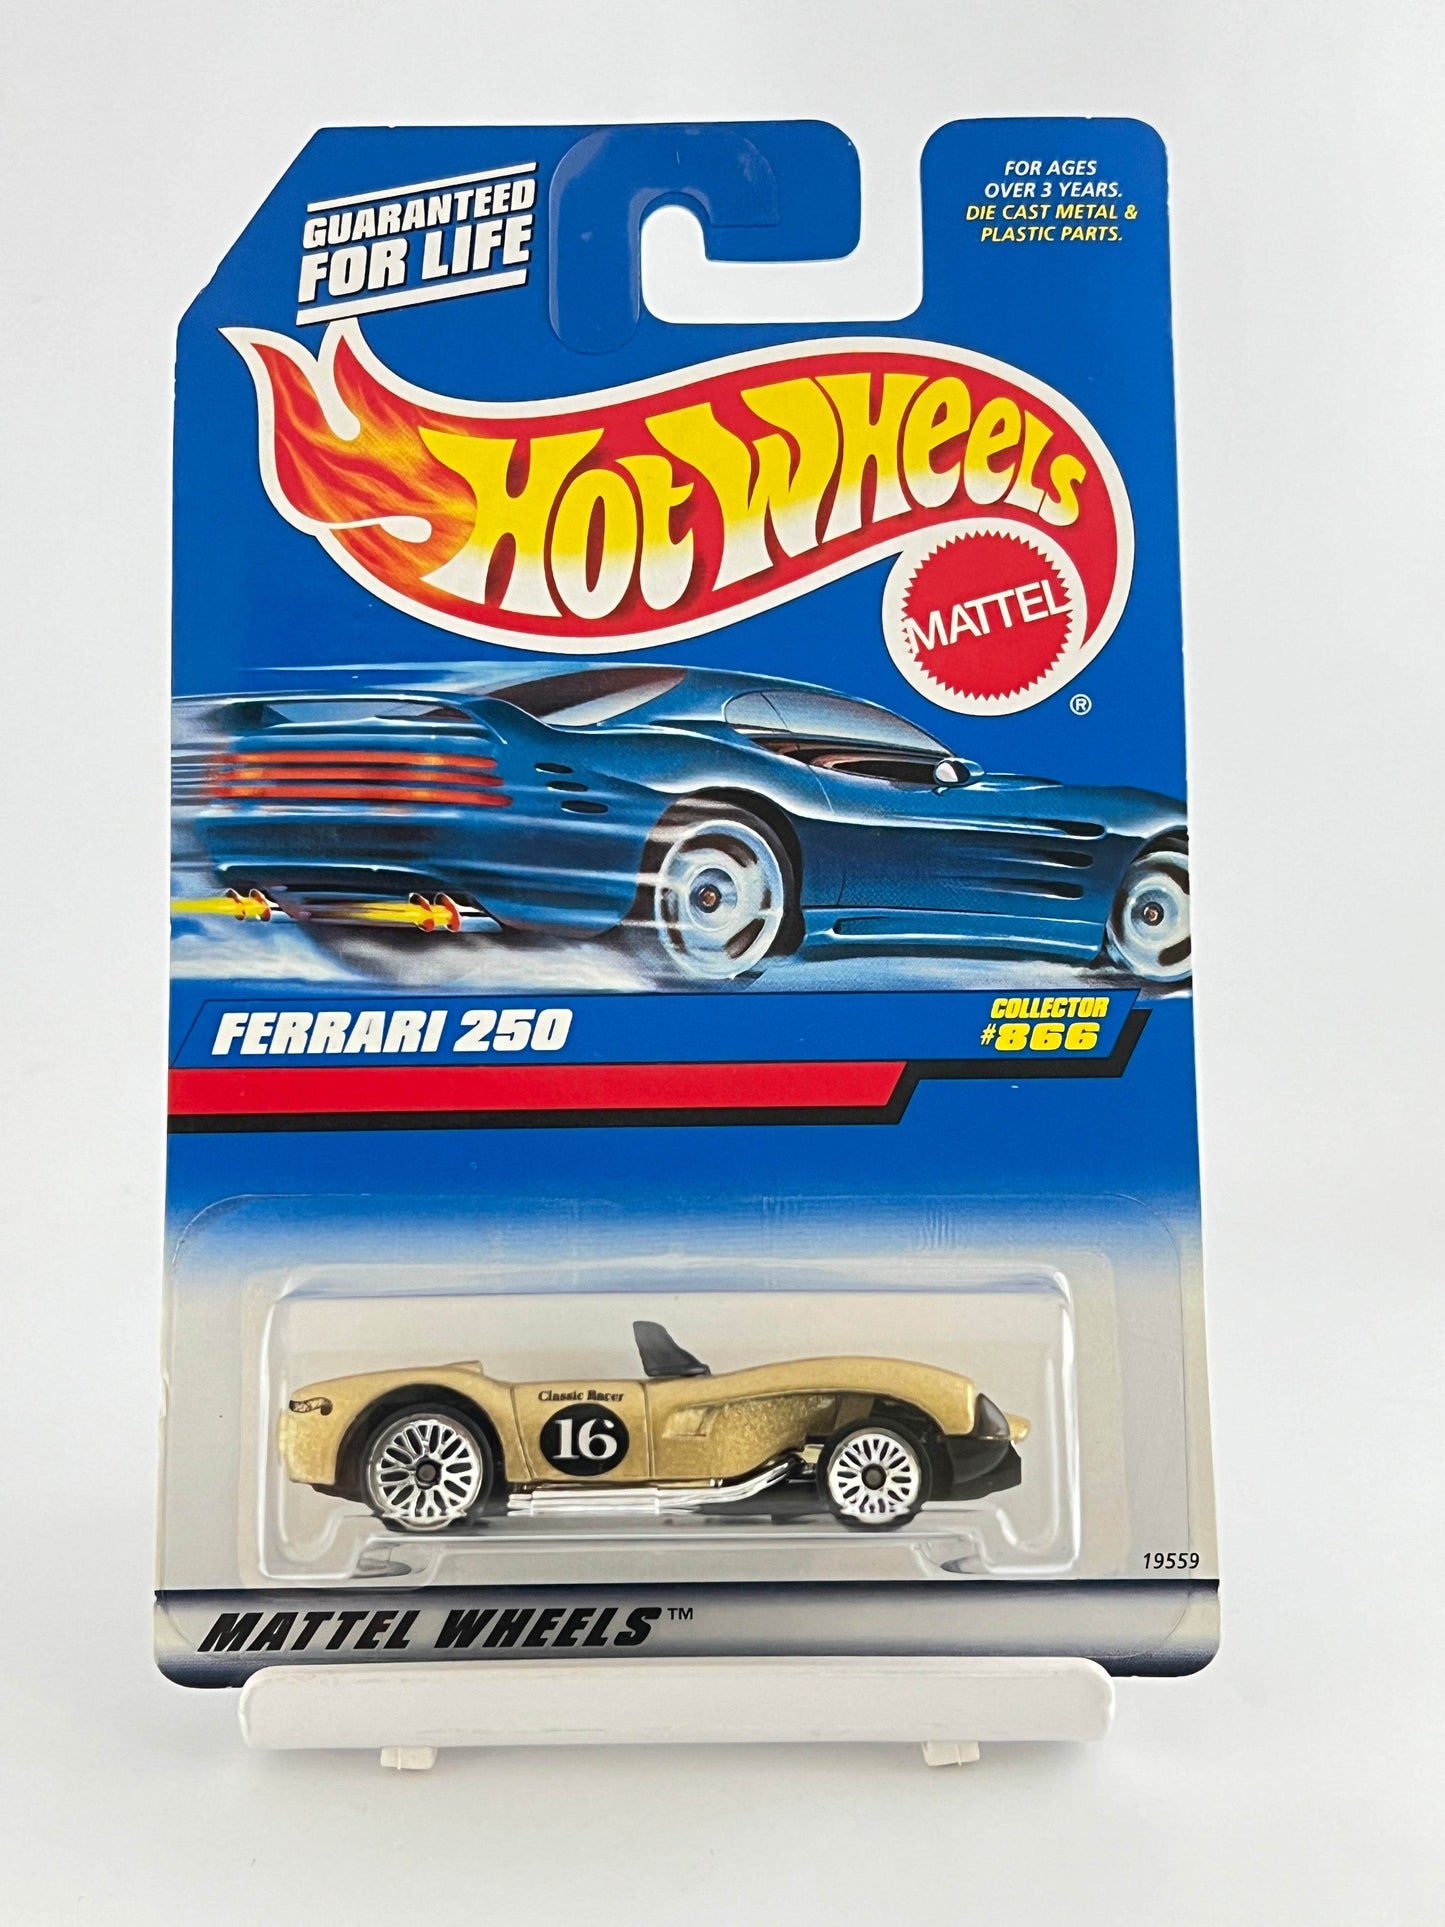 GUARANTEED
FOR LIFE
FOR AGES
OVER 3 YEARS.
DIE CAST METAL &
PLASTIC PARTS.
HOT WHEELS
MATTEL
®
FERRARI 250
COLLECTOR
#866
Classic Racer
16
19559
MATTEL WHEELS™